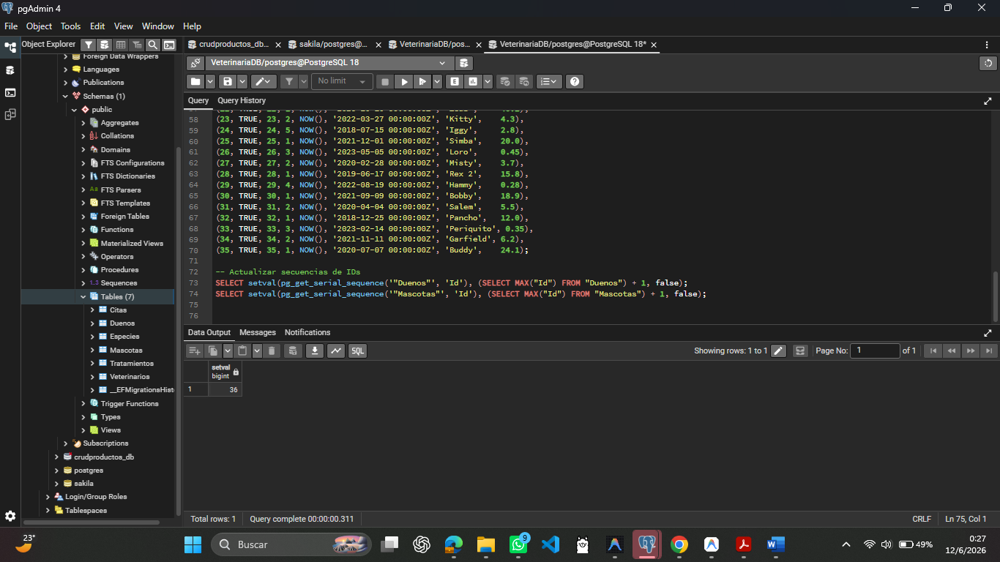 pgAdmin 4
File Object Tools Edit View Window Help
Object Explorer
crudproductos_db...
sakila/postgres@...
VeterinariaDB/pos...
VeterinariaDB/postgres@PostgreSQL 18*
Foreign Data Wrappers
Languages
Publications
Schemas (1)
public
Aggregates
Collations
Domains
FTS Configurations
FTS Dictionaries
FTS Parsers
FTS Templates
Foreign Tables
Functions
Materialized Views
Operators
Procedures
1..3 Sequences
Tables (7)
Citas
Duenos
Especies
Mascotas
Tratamientos
Veterinarios
__EFMigrationsHist
Trigger Functions
Types
Views
Subscriptions
crudproductos_db
postgres
sakila
Login/Group Roles
Tablespaces
VeterinariaDB/postgres@PostgreSQL 18
No limit
Query Query History
58 (23, TRUE, 23, 2, NOW(), '2022-03-27 00:00:00Z', 'Kitty', 4.3),
59 (24, TRUE, 24, 5, NOW(), '2018-07-15 00:00:00Z', 'Iggy', 2.8),
60 (25, TRUE, 25, 1, NOW(), '2021-12-01 00:00:00Z', 'Simba', 20.0),
61 (26, TRUE, 26, 3, NOW(), '2023-05-05 00:00:00Z', 'Loro', 0.45),
62 (27, TRUE, 27, 2, NOW(), '2020-02-28 00:00:00Z', 'Misty', 3.7),
63 (28, TRUE, 28, 1, NOW(), '2019-06-17 00:00:00Z', 'Rex 2', 15.8),
64 (29, TRUE, 29, 4, NOW(), '2022-08-19 00:00:00Z', 'Hammy', 0.28),
65 (30, TRUE, 30, 1, NOW(), '2021-09-09 00:00:00Z', 'Bobby', 18.9),
66 (31, TRUE, 31, 2, NOW(), '2020-04-04 00:00:00Z', 'Salem', 5.5),
67 (32, TRUE, 32, 1, NOW(), '2018-12-25 00:00:00Z', 'Pancho', 12.0),
68 (33, TRUE, 33, 3, NOW(), '2023-02-14 00:00:00Z', 'Periquito', 0.35),
69 (34, TRUE, 34, 2, NOW(), '2021-11-11 00:00:00Z', 'Garfield', 6.2),
70 (35, TRUE, 35, 1, NOW(), '2020-07-07 00:00:00Z', 'Buddy', 24.1);
71
72 -- Actualizar secuencias de IDs
73 SELECT setval(pg_get_serial_sequence('"Duenos"', 'Id'), (SELECT MAX("Id") FROM "Duenos") + 1, false);
74 SELECT setval(pg_get_serial_sequence('"Mascotas"', 'Id'), (SELECT MAX("Id") FROM "Mascotas") + 1, false);
75
76
Data Output Messages Notifications
SQL
Showing rows: 1 to 1
Page No: 1 of 1
setval
bigint
1 36
Total rows: 1 Query complete 00:00:00.311 CRLF Ln 75, Col 1
23°
Buscar
9
49%
0:27
12/6/2026